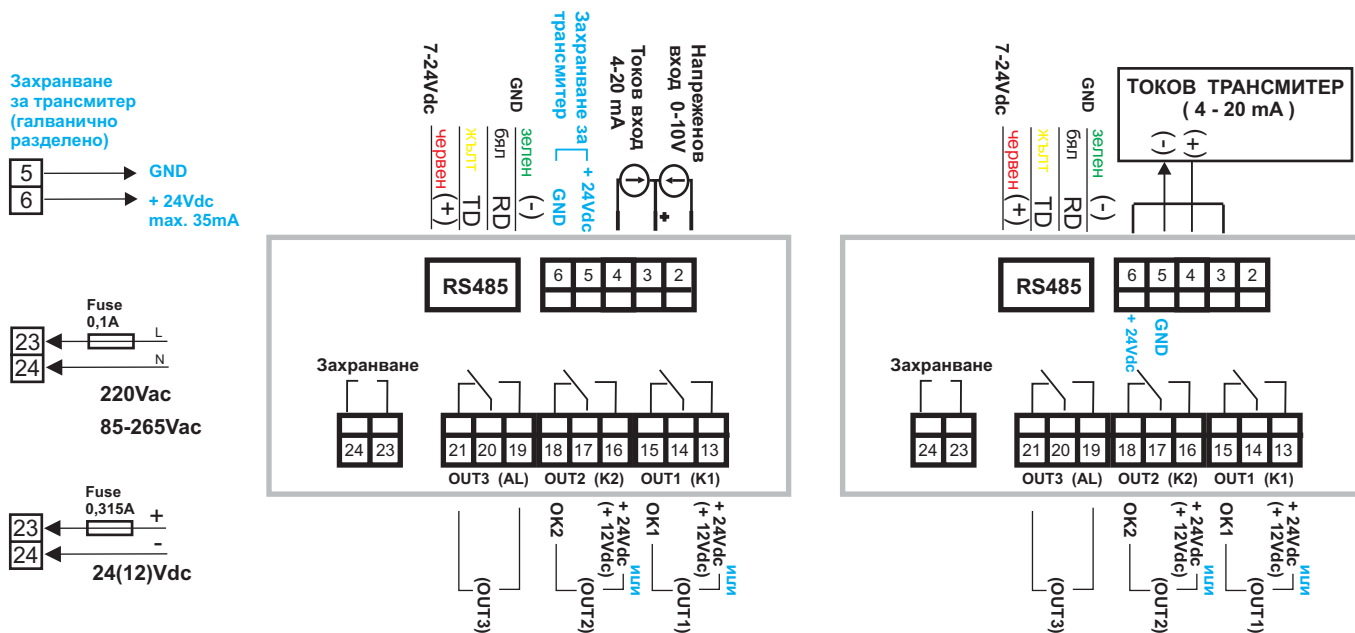 Захранване
за трансмитер
(галванично
разделено)
5
GND
6
+ 24Vdc
max. 35mA
Fuse
0,1A
23
L
24
N
220Vac
85-265Vac
Fuse
0,315A
23
+
24
-
24(12)Vdc
7-24Vdc
GND
червен
жълт
бял
зелен
(+)
TD
RD
(-)
Захранване за
трансмитер
GND
+ 24Vdc
Токов вход
4-20 mA
Напреженов
вход 0-10V
+
RS485
6 5 4 3 2
Захранване
24 23
21 20 19 18 17 16 15 14 13
OUT3 (AL) OUT2 (K2) OUT1 (K1)
(OUT3)
OK2
+ 24Vdc
(+ 12Vdc)
или
(OUT2)
OK1
+ 24Vdc
(+ 12Vdc)
или
(OUT1)
7-24Vdc
GND
червен
жълт
бял
зелен
(+)
TD
RD
(-)
ТОКОВ ТРАНСМИТЕР
( 4 - 20 mA )
(-)
(+)
RS485
6 5 4 3 2
+ 24Vdc
GND
Захранване
24 23
21 20 19 18 17 16 15 14 13
OUT3 (AL) OUT2 (K2) OUT1 (K1)
(OUT3)
OK2
+ 24Vdc
(+ 12Vdc)
или
(OUT2)
OK1
+ 24Vdc
(+ 12Vdc)
или
(OUT1)